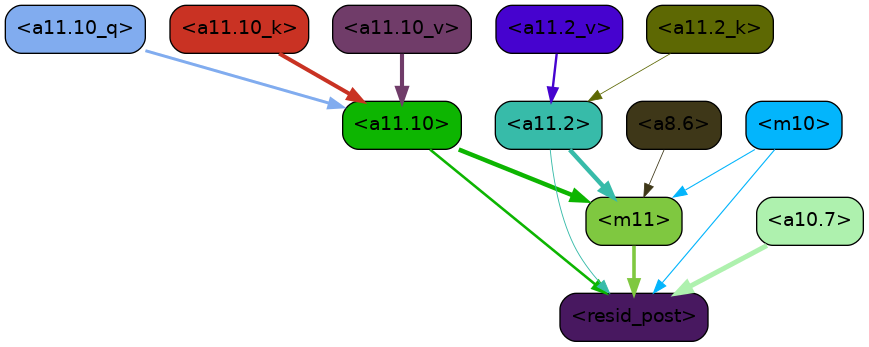 <a11.10_q> <a11.10_k> <a11.10_v> <a11.2_v> <a11.2_k>
<a11.10> <a11.2> <a8.6> <m10>
<m11> <a10.7>
<resid_post>